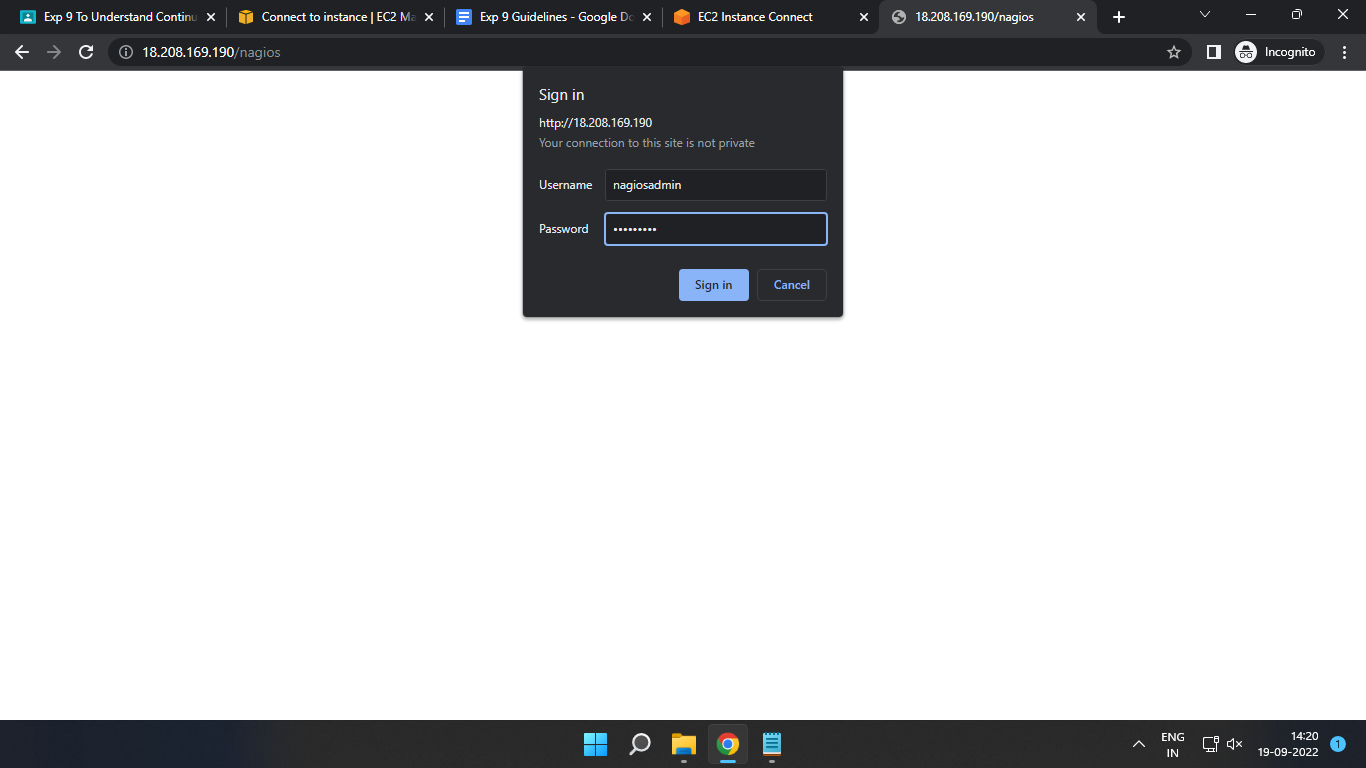 Exp 9 To Understand Continu
Connect to instance | EC2 Ma
Exp 9 Guidelines - Google Do
EC2 Instance Connect
18.208.169.190/nagios
18.208.169.190/nagios
Incognito
Sign in
http://18.208.169.190
Your connection to this site is not private
Username nagiosadmin
Password •••••••••
Sign in Cancel
ENG
IN
14:20
19-09-2022
1